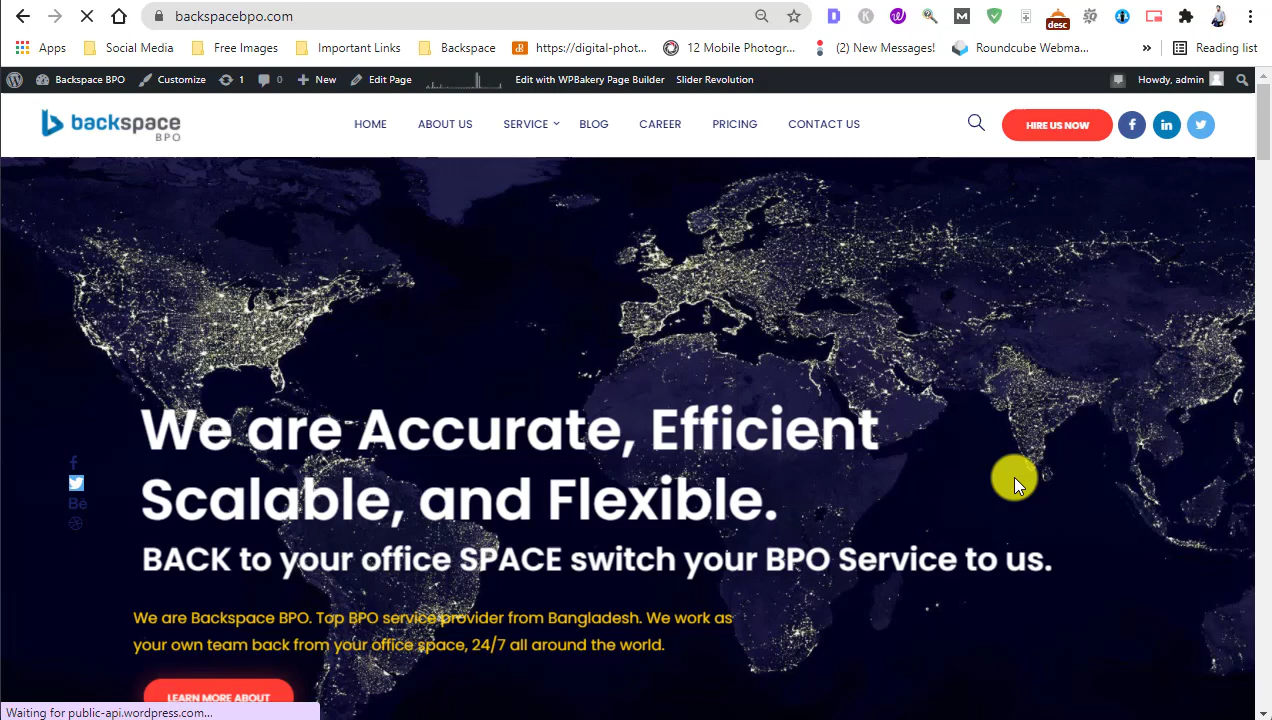 backspacebpo.com
desc
Apps Social Media Free Images Important Links Backspace https://digital-phot... 12 Mobile Photogr... (2) New Messages! Roundcube Webma... » Reading list
Backspace BPO Customize 1 0 New Edit Page Edit with WPBakery Page Builder Slider Revolution Howdy, admin
backspace
BPO
HOME ABOUT US SERVICE BLOG CAREER PRICING CONTACT US HIRE US NOW
We are Accurate, Efficient
Scalable, and Flexible.
BACK to your office SPACE switch your BPO Service to us.
Be
We are Backspace BPO. Top BPO service provider from Bangladesh. We work as
your own team back from your office space, 24/7 all around the world.
LEARN MORE ABOUT
Waiting for public-api.wordpress.com...